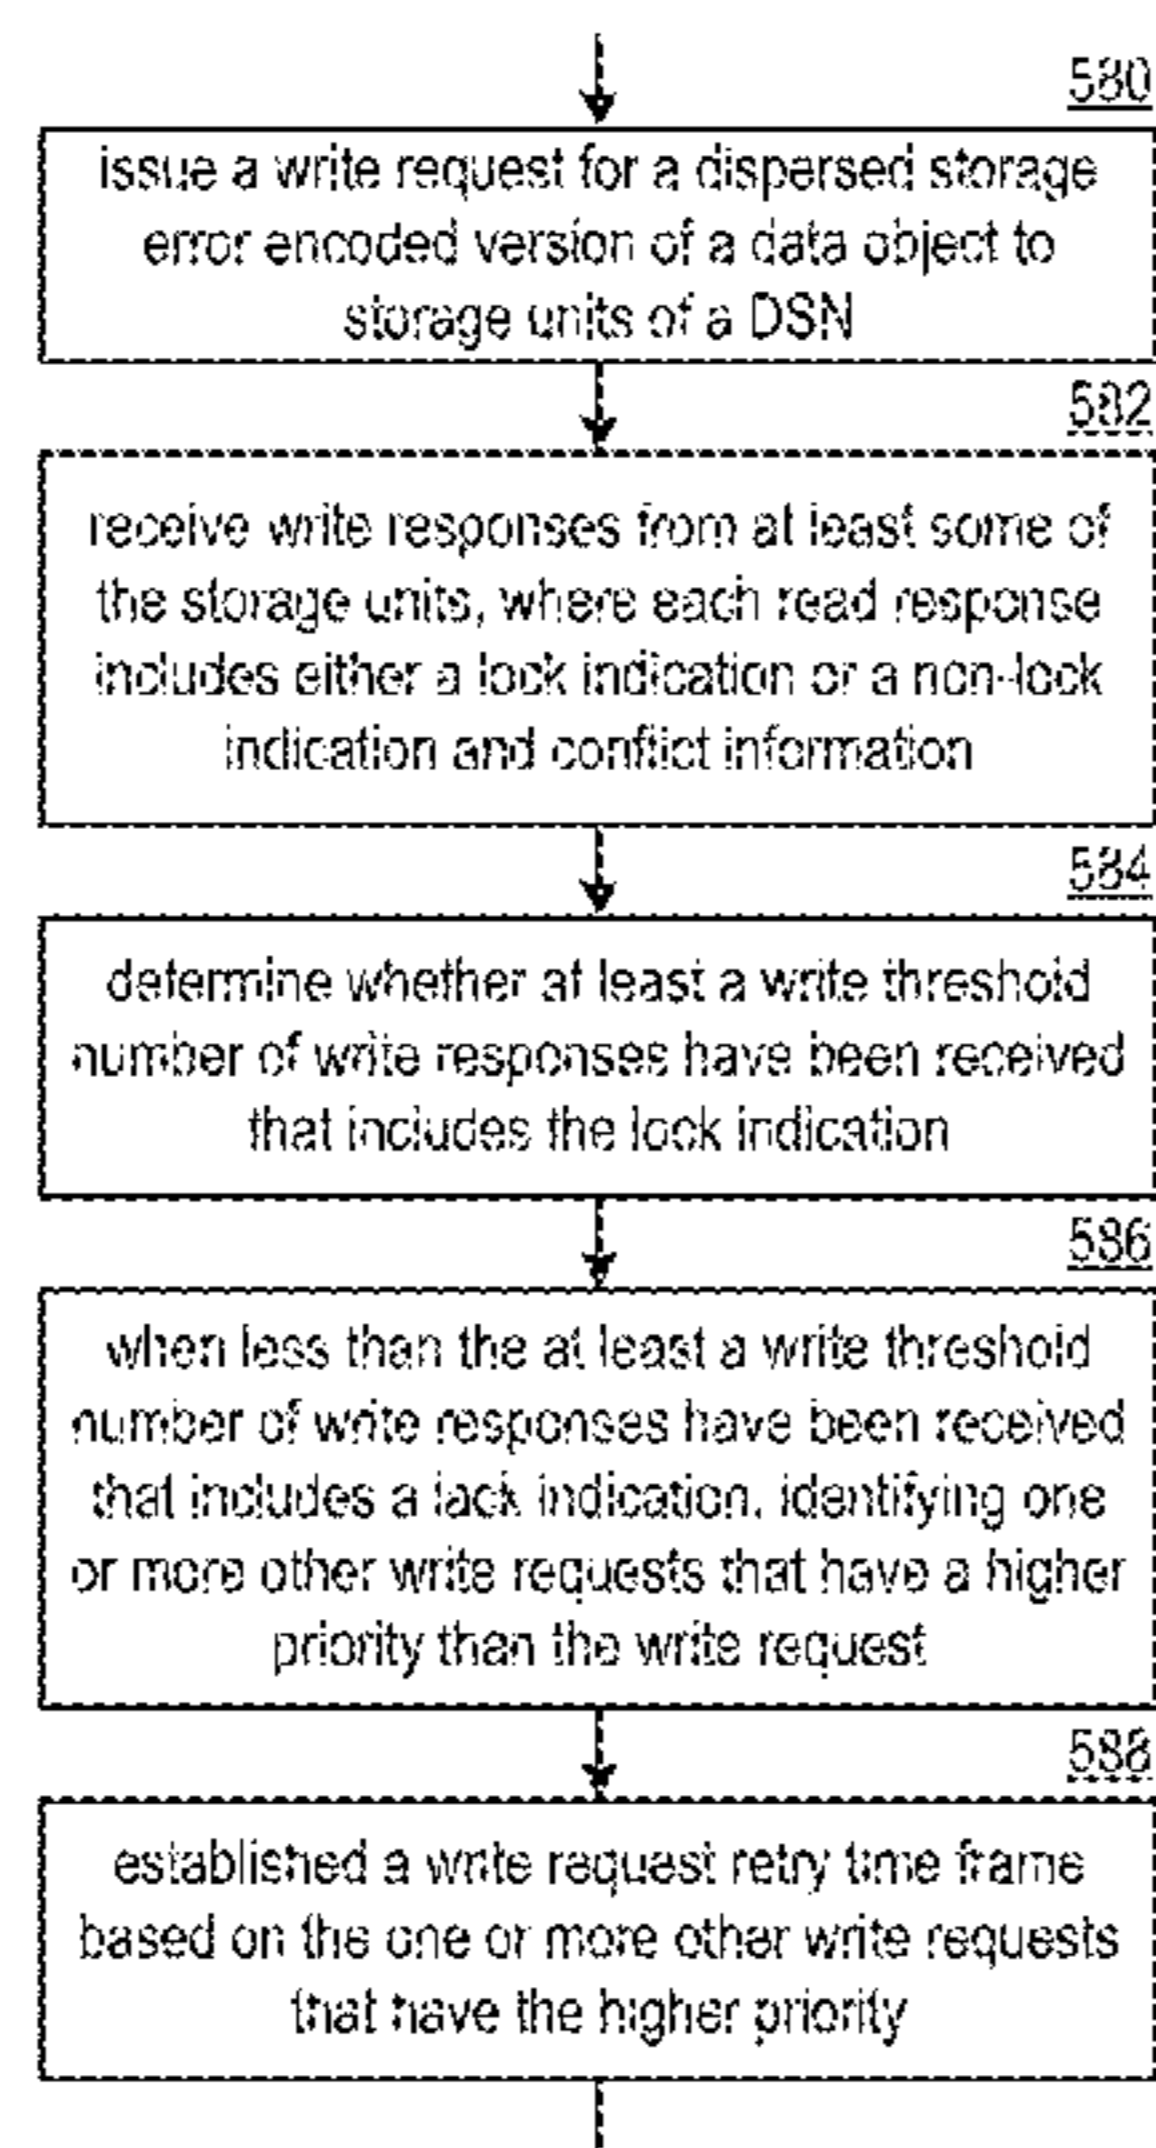 580
issue a write request for a dispersed storage
error encoded version of a data object to
storage units of a DSN
582
receive write responses from at least some of
the storage units, where each read response
includes either a lock indication or a non-lock
indication and conflict information
584
determine whether at least a write threshold
number of write responses have been received
that includes the lock indication
586
when less than the at least a write threshold
number of write responses have been received
that includes a lack indication, identifying one
or more other write requests that have a higher
priority than the write request
588
established a write request retry time frame
based on the one or more other write requests
that have the higher priority